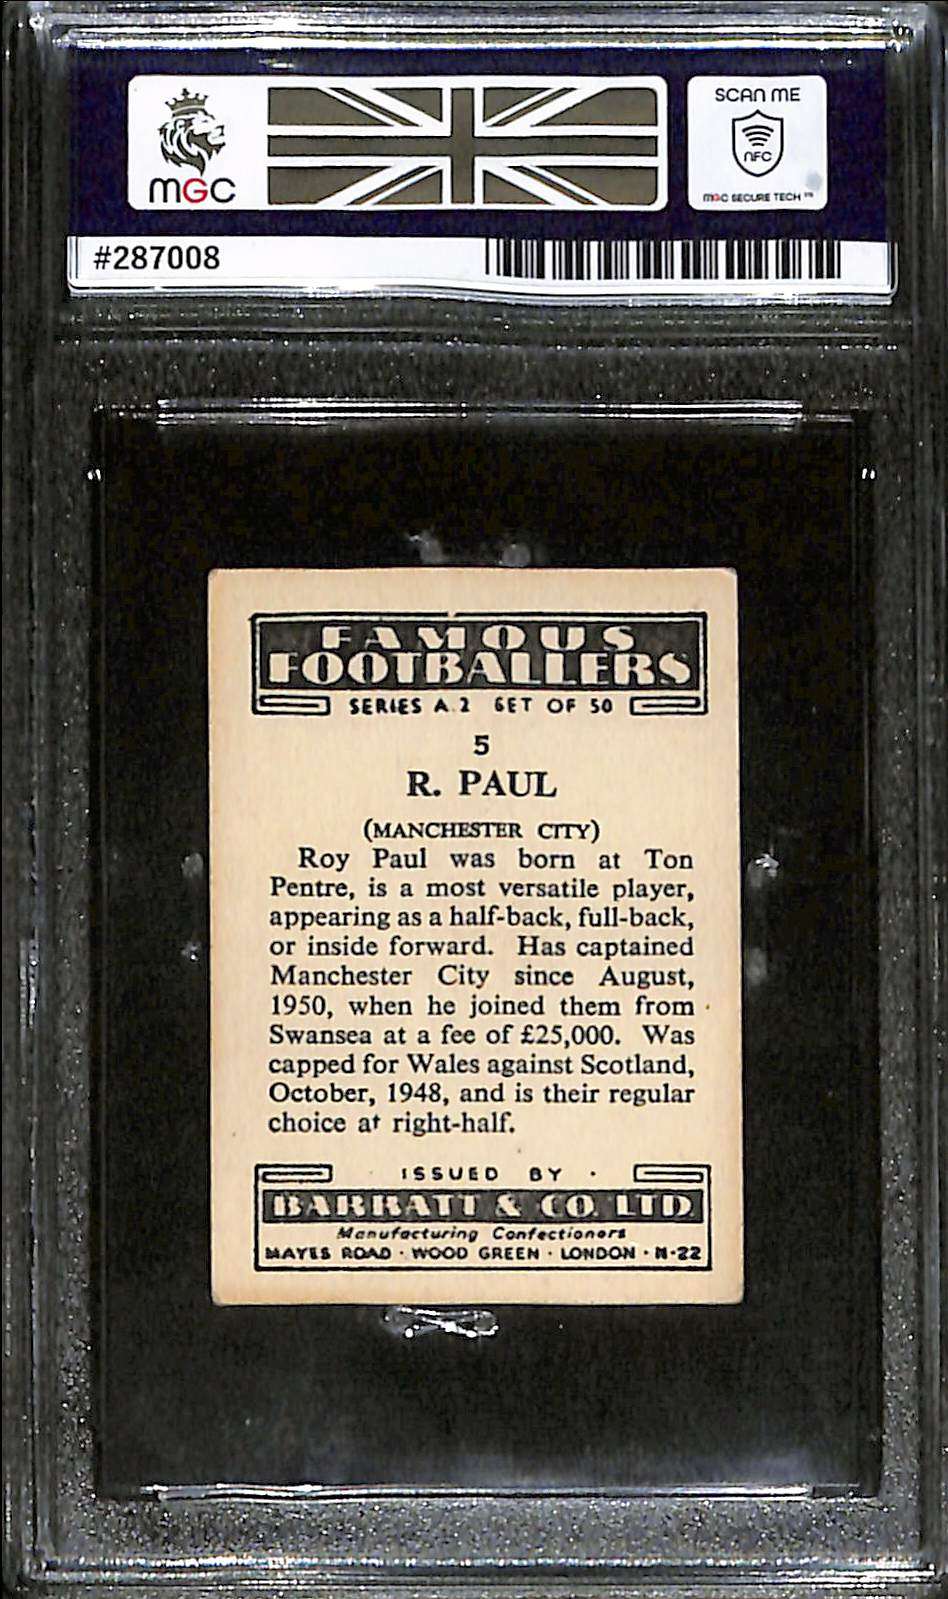 SCAN ME
NFC
MGC
MGC SECURE TECH ™
#287008
FAMOUS
FOOTBALLERS
SERIES A.2 SET OF 50
5
R. PAUL
(MANCHESTER CITY)
Roy Paul was born at Ton
Pentre, is a most versatile player,
appearing as a half-back, full-back,
or inside forward. Has captained
Manchester City since August,
1950, when he joined them from
Swansea at a fee of £25,000. Was
capped for Wales against Scotland,
October, 1948, and is their regular
choice at right-half.
ISSUED BY
BARRATT & CO. LTD
Manufacturing Confectioners
MAYES ROAD · WOOD GREEN · LONDON · N·22